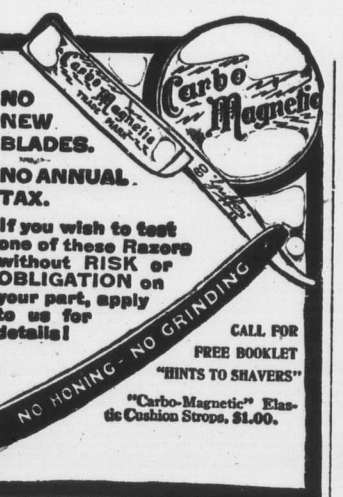 Carbo
Magnetic
Carbo Magnetic
TRADE MARK
NO
NEW
BLADES.
NO ANNUAL
TAX.
If you wish to test
one of these Razors
without RISK or
OBLIGATION on
your part, apply
to us for
details!
NO HONING - NO GRINDING
CALL FOR
FREE BOOKLET
"HINTS TO SHAVERS"
"Carbo-Magnetic" Elas-
tic Cushion Strops, $1.00.